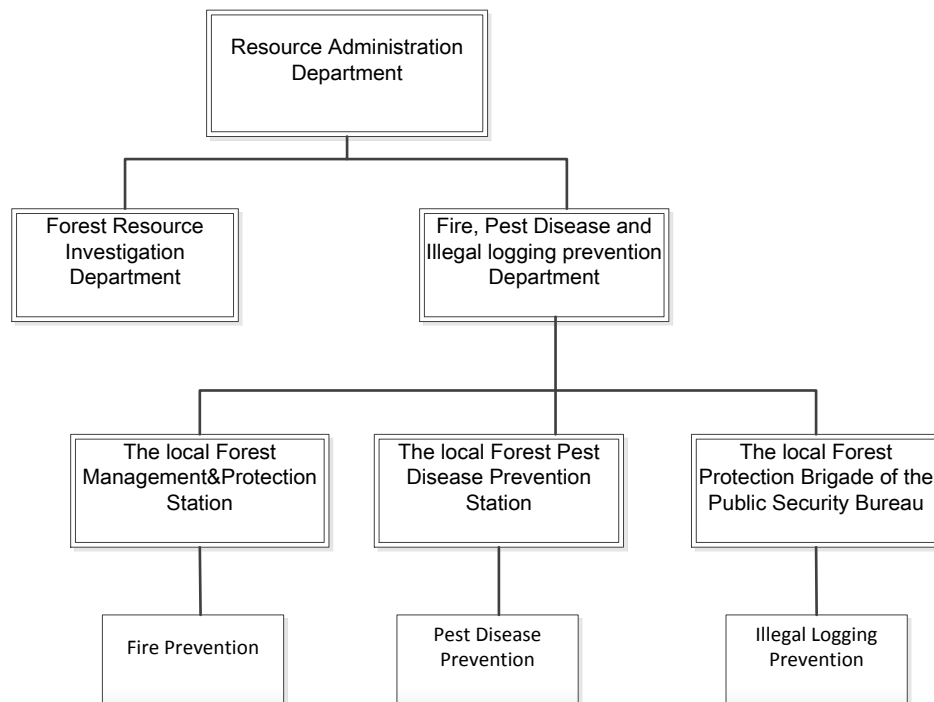 Resource Administration
Department
Forest Resource
Investigation
Department
Fire, Pest Disease and
Illegal logging prevention
Department
The local Forest
Management&Protection
Station
The local Forest Pest
Disease Prevention
Station
The local Forest
Protection Brigade of the
Public Security Bureau
Fire Prevention
Pest Disease
Prevention
Illegal Logging
Prevention